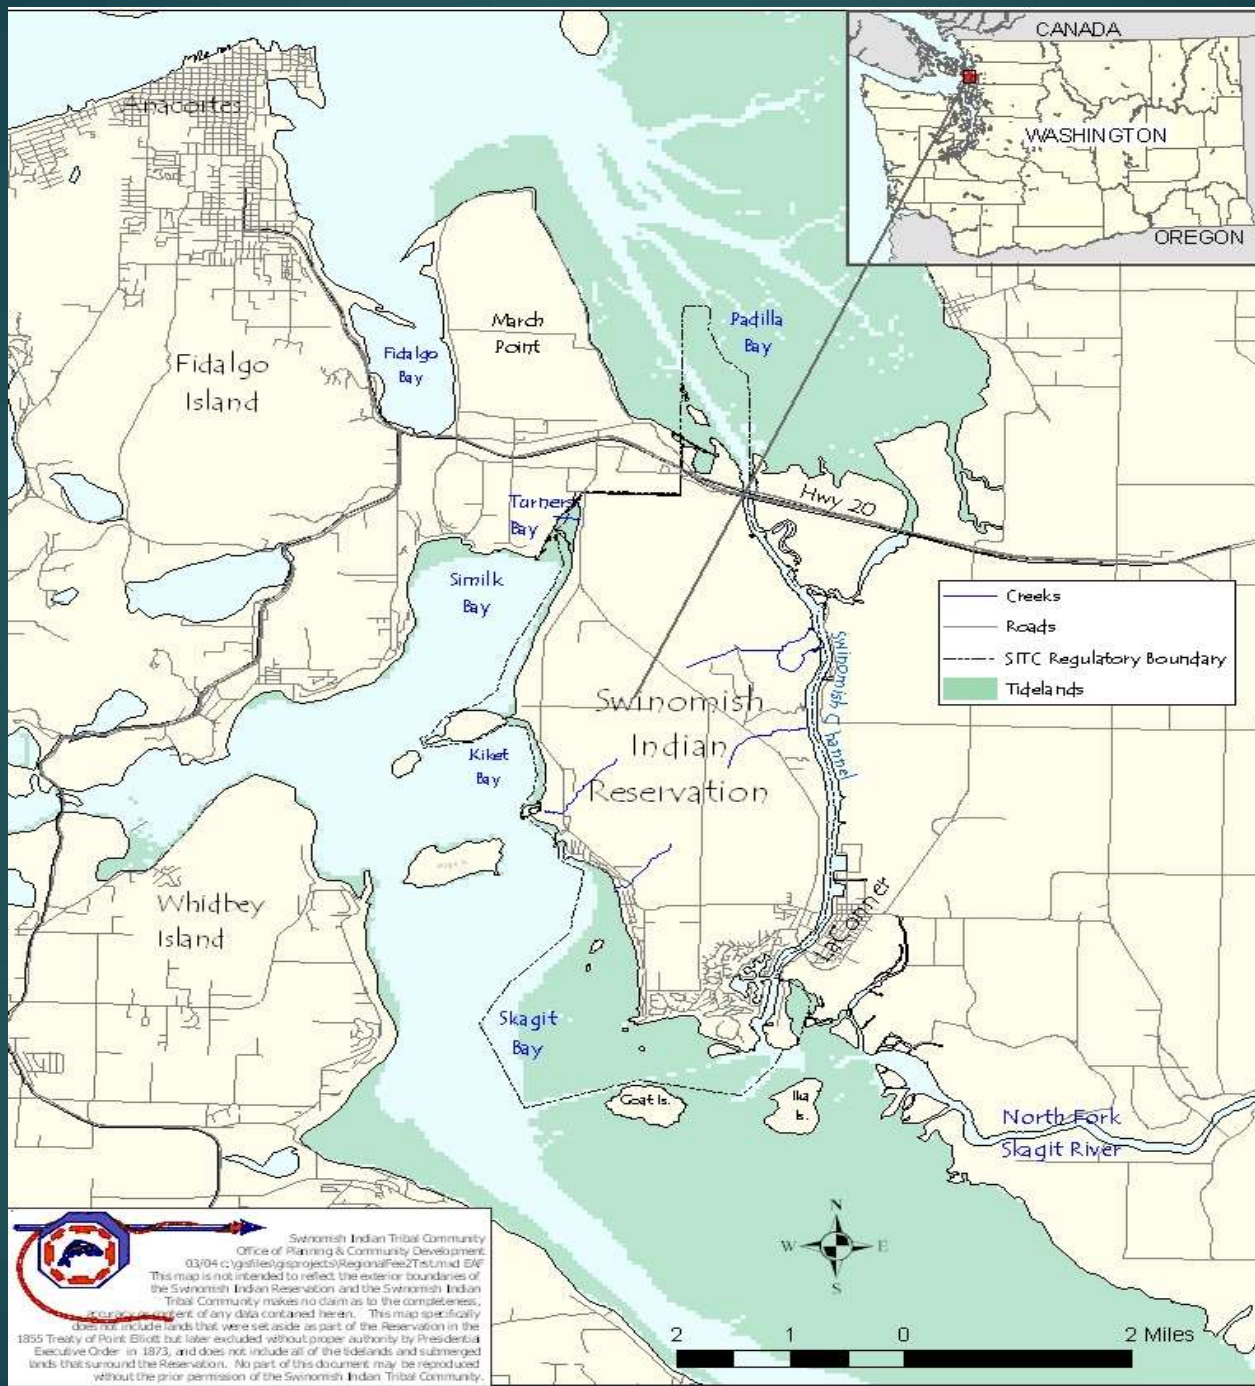 CANADA
WASHINGTON
OREGON
Anacortes
March
Point
Padilla
Bay
Fidalgo
Bay
Fidalgo
Island
Hwy 20
Turners
Bay
Similk
Bay
Creeks
Roads
SITC Regulatory Boundary
Tidelands
Swinomish Channel
Swinomish
Indian
Reservation
Kiket
Bay
Whidbey
Island
LaConner
Skagit
Bay
Goat Is.
Ika
Is.
North Fork
Skagit River
N
W
E
S
2 1 0 2 Miles
Swinomish Indian Tribal Community
Office of Planning & Community Development
03/04 c:\gisfiles\gisprojects\RegionalFee2Trst.mxd EAF
This map is not intended to reflect the exterior boundaries of
the Swinomish Indian Reservation and the Swinomish Indian
Tribal Community makes no claim as to the completeness,
accuracy or content of any data contained herein. This map specifically
does not include lands that were set aside as part of the Reservation in the
1855 Treaty of Point Elliott but later excluded without proper authority by Presidential
Executive Order in 1873, and does not include all of the tidelands and submerged
lands that surround the Reservation. No part of this document may be reproduced
without the prior permission of the Swinomish Indian Tribal Community.